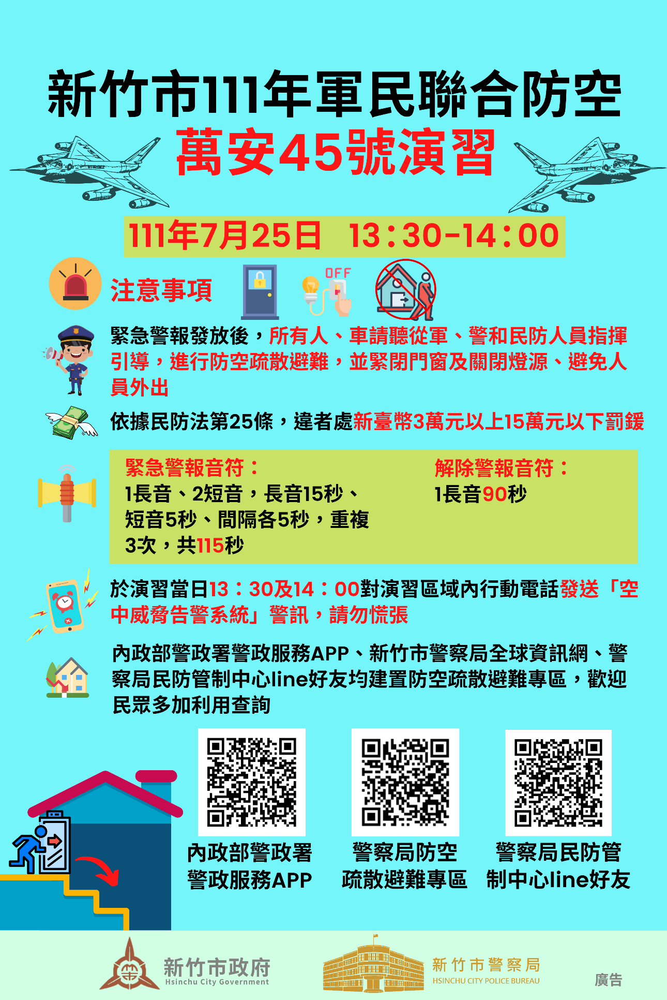 新竹市111年軍民聯合防空
萬安45號演習
111年7月25日 13:30-14:00
注意事項
OFF
緊急警報發放後，所有人、車請聽從軍、警和民防人員指揮
引導，進行防空疏散避難，並緊閉門窗及關閉燈源、避免人
員外出
依據民防法第25條，違者處新臺幣3萬元以上15萬元以下罰鍰
緊急警報音符：
1長音、2短音，長音15秒、
短音5秒、間隔各5秒，重複
3次，共115秒
解除警報音符：
1長音90秒
於演習當日13：30及14：00對演習區域內行動電話發送「空
中威脅告警系統」警訊，請勿慌張
內政部警政署警政服務APP、新竹市警察局全球資訊網、警
察局民防管制中心line好友均建置防空疏散避難專區，歡迎
民眾多加利用查詢
內政部警政署
警政服務APP
警察局防空
疏散避難專區
警察局民防管
制中心line好友
新竹市政府
Hsinchu City Government
新竹市警察局
HSINCHU CITY POLICE BUREAU
廣告